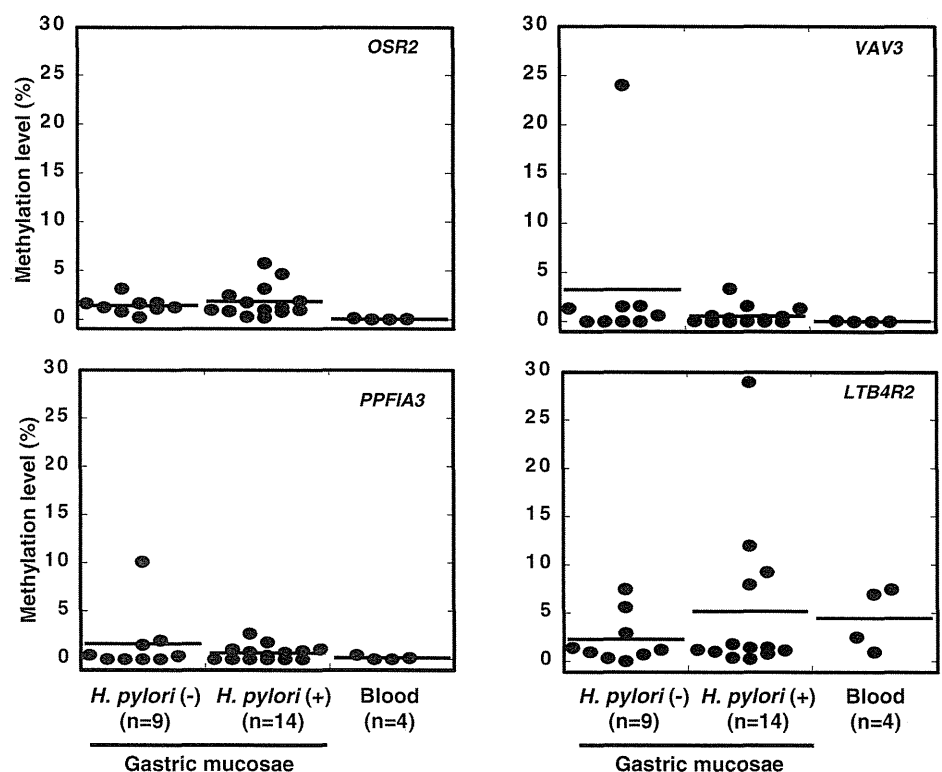 OSR2
Methylation level (%)
30
25
20
15
10
5
0
VAV3
30
25
20
15
10
5
0
PPFIA3
Methylation level (%)
30
25
20
15
10
5
0
H. pylori (-)
(n=9)
H. pylori (+)
(n=14)
Blood
(n=4)
Gastric mucosae
LTB4R2
30
25
20
15
10
5
0
H. pylori (-)
(n=9)
H. pylori (+)
(n=14)
Blood
(n=4)
Gastric mucosae